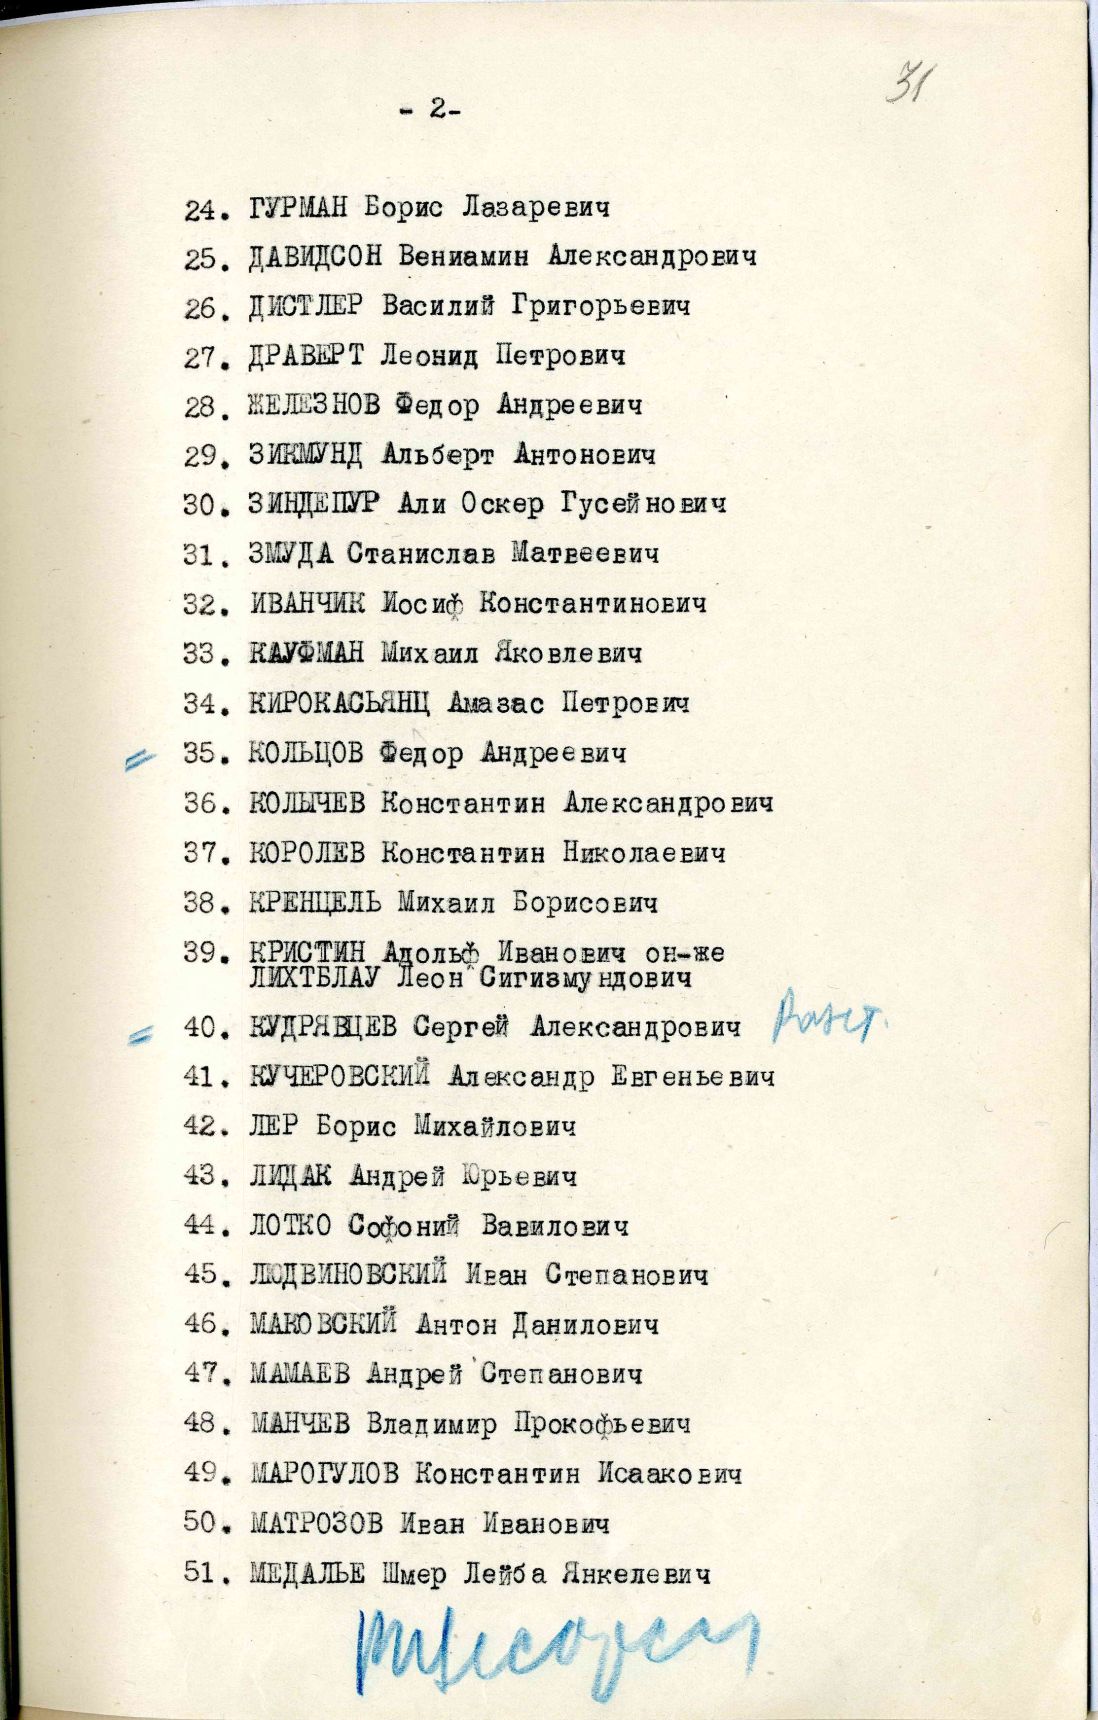 31
- 2-
24. ГУРМАН Борис Лазаревич
25. ДАВИДСОН Вениамин Александрович
26. ДИСТЛЕР Василий Григорьевич
27. ДРАВЕРТ Леонид Петрович
28. ЖЕЛЕЗНОВ Федор Андреевич
29. ЗИКМУНД Альберт Антонович
30. ЗИНДЕПУР Али Оскер Гусейнович
31. ЗМУДА Станислав Матвеевич
32. ИВАНЧИК Иосиф Константинович
33. КАУФМАН Михаил Яковлевич
34. КИРОКАСЬЯНЦ Амазас Петрович
35. КОЛЬЦОВ Федор Андреевич
36. КОЛЫЧЕВ Константин Александрович
37. КОРОЛЕВ Константин Николаевич
38. КРЕНЦЕЛЬ Михаил Борисович
39. КРИСТИН Адольф Иванович он-же
ЛИХТБЛАУ Леон Сигизмундович
40. КУДРЯВЦЕВ Сергей Александрович
41. КУЧЕРОВСКИЙ Александр Евгеньевич
42. ЛЕР Борис Михайлович
43. ЛИДАК Андрей Юрьевич
44. ЛОТКО Софоний Вавилович
45. ЛЮДВИНОВСКИЙ Иван Степанович
46. МАКОВСКИЙ Антон Данилович
47. МАМАЕВ Андрей Степанович
48. МАНЧЕВ Владимир Прокофьевич
49. МАРОГУЛОВ Константин Исаакович
50. МАТРОЗОВ Иван Иванович
51. МЕДАЛЬЕ Шмер Лейба Янкелевич